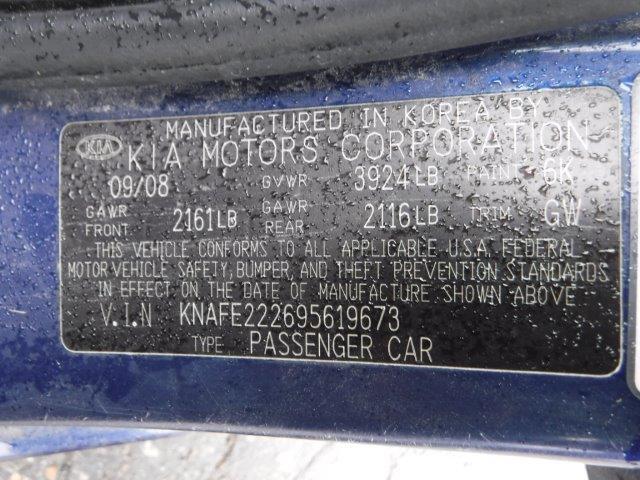 MANUFACTURED IN KOREA BY
KIA KIA MOTORS CORPORATION
09/08 GVWR 3924LB PAINT 6K
GAWR FRONT 2161LB GAWR REAR 2116LB TRIM GW
THIS VEHICLE CONFORMS TO ALL APPLICABLE U.S.A. FEDERAL
MOTOR VEHICLE SAFETY, BUMPER, AND THEFT PREVENTION STANDARDS
IN EFFECT ON THE DATE OF MANUFACTURE SHOWN ABOVE
V.I.N KNAFE222695619673
TYPE PASSENGER CAR